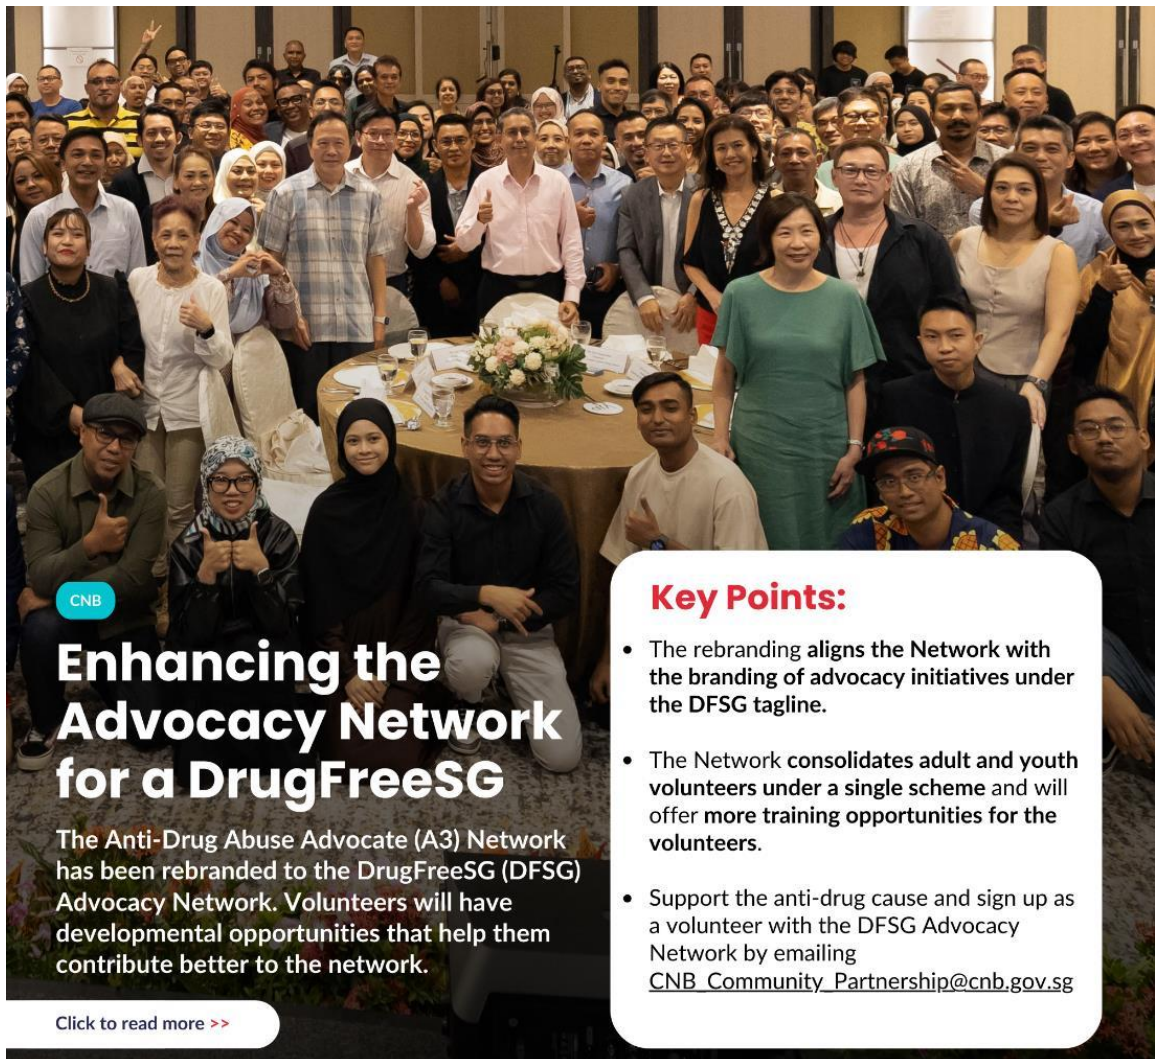 CNB
Enhancing the
Advocacy Network
for a DrugFreeSG
The Anti-Drug Abuse Advocate (A3) Network
has been rebranded to the DrugFreeSG (DFSG)
Advocacy Network. Volunteers will have
developmental opportunities that help them
contribute better to the network.
Click to read more >>
Key Points:
• The rebranding aligns the Network with
the branding of advocacy initiatives under
the DFSG tagline.
• The Network consolidates adult and youth
volunteers under a single scheme and will
offer more training opportunities for the
volunteers.
• Support the anti-drug cause and sign up as
a volunteer with the DFSG Advocacy
Network by emailing
CNB_Community_Partnership@cnb.gov.sg